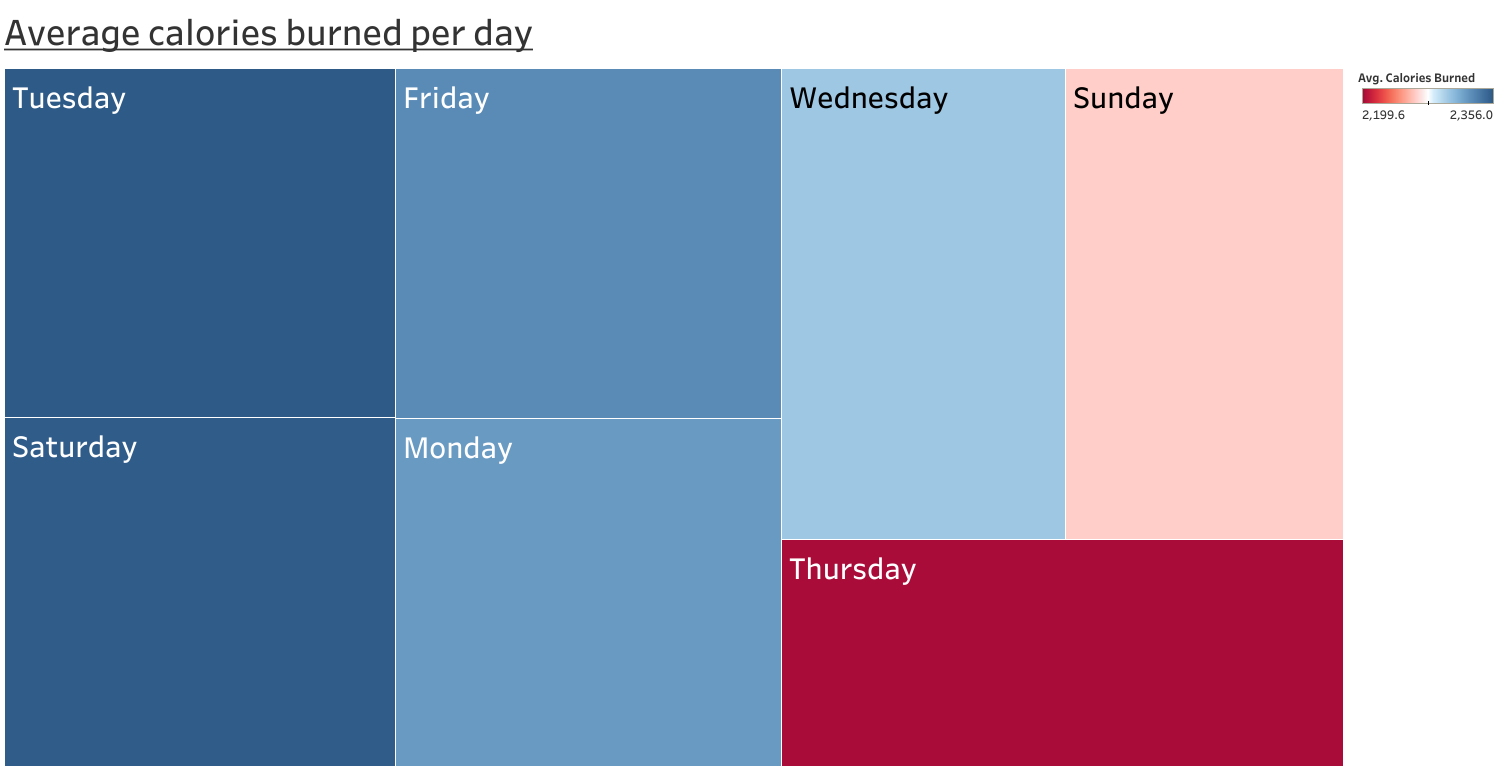 Average calories burned per day
Tuesday
Friday
Wednesday
Sunday
Avg. Calories Burned
2,199.6
2,356.0
Saturday
Monday
Thursday